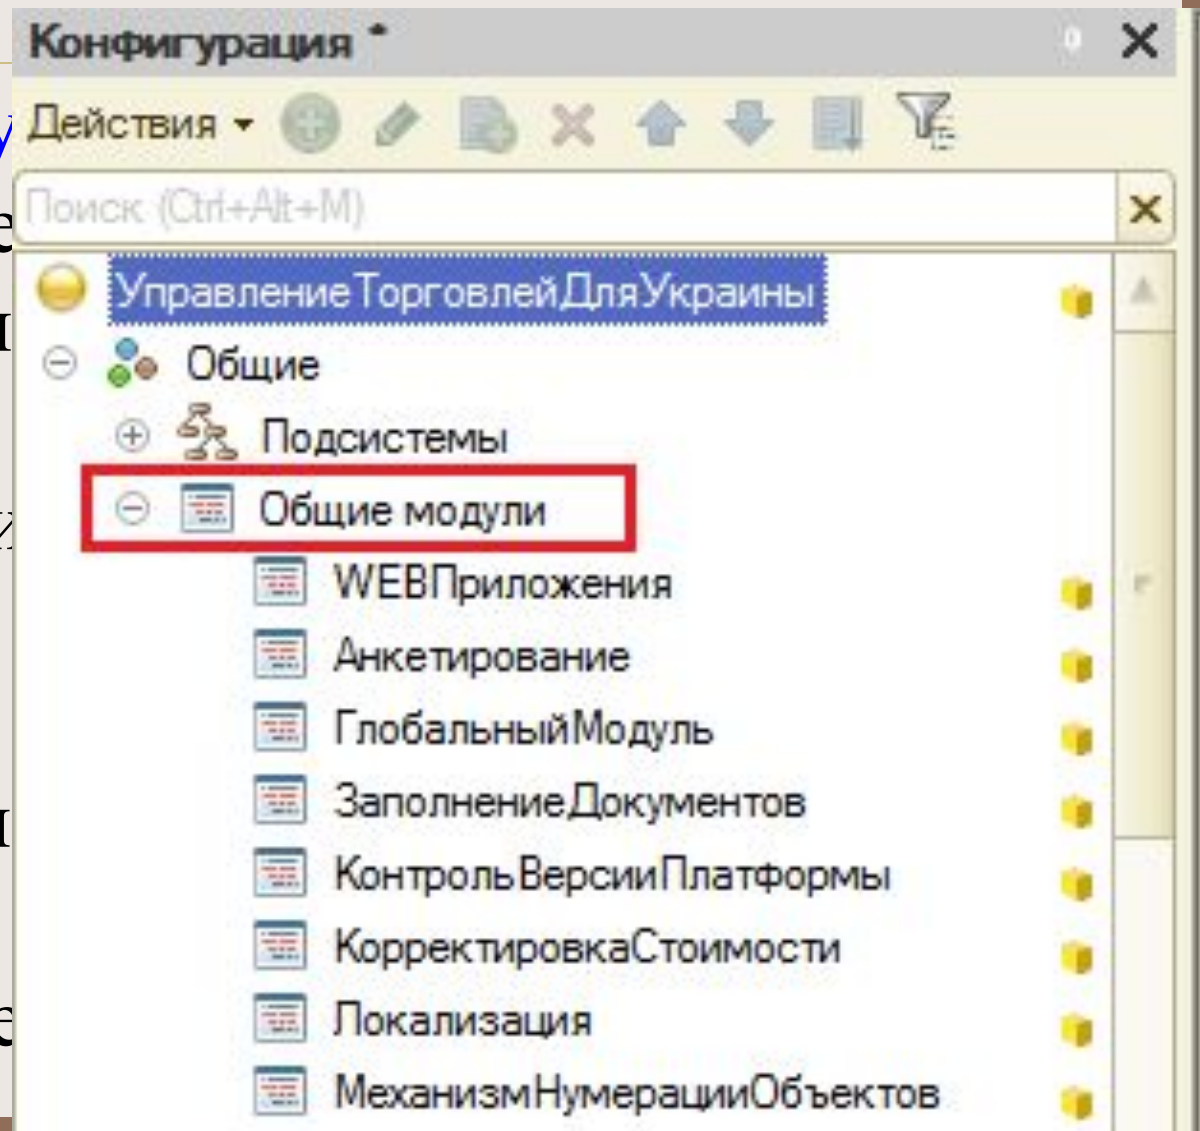 Конфигурация *
Действия
Поиск (Ctrl+Alt+M)
УправлениеТорговлейДляУкраины
Общие
Подсистемы
Общие модули
WEBПриложения
Анкетирование
ГлобальныйМодуль
ЗаполнениеДокументов
КонтрольВерсииПлатформы
КорректировкаСтоимости
Локализация
МеханизмНумерацииОбъектов